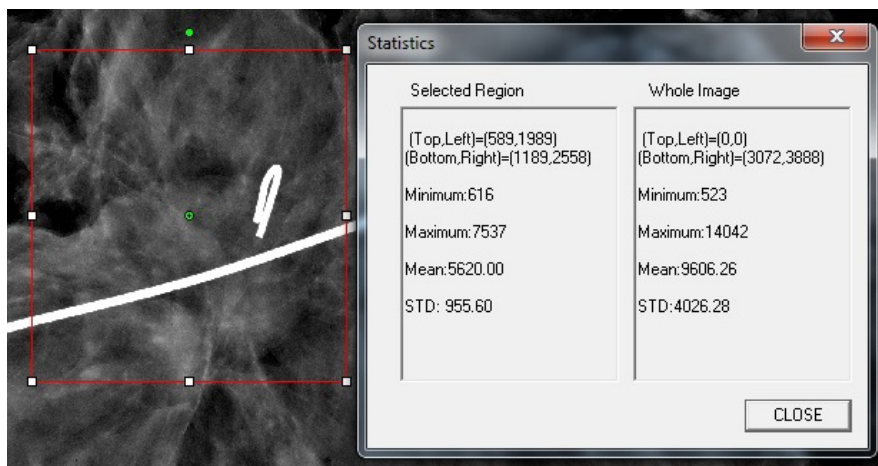 Statistics
Selected Region
(Top,Left)=(589,1989)
(Bottom,Right)=(1189,2558)
Minimum:616
Maximum:7537
Mean:5620.00
STD: 955.60
Whole Image
(Top,Left)=(0,0)
(Bottom,Right)=(3072,3888)
Minimum:523
Maximum:14042
Mean:9606.26
STD:4026.28
CLOSE